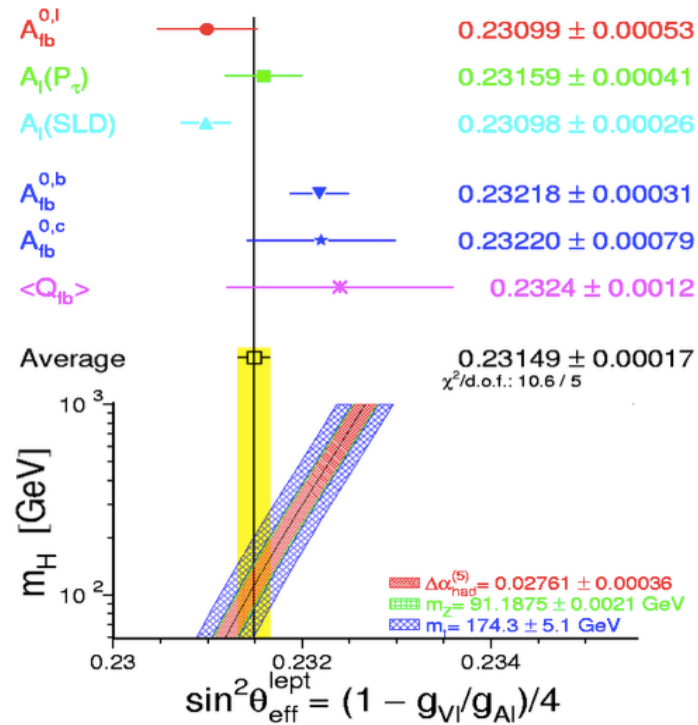 A_fb^0,l 0.23099 ± 0.00053
A_l(P_τ) 0.23159 ± 0.00041
A_l(SLD) 0.23098 ± 0.00026
A_fb^0,b 0.23218 ± 0.00031
A_fb^0,c 0.23220 ± 0.00079
<Q_fb> 0.2324 ± 0.0012
Average 0.23149 ± 0.00017
χ²/d.o.f.: 10.6 / 5
10³
m_H [GeV]
10²
Δα_had^(5) = 0.02761 ± 0.00036
m_Z= 91.1875 ± 0.0021 GeV
m_t= 174.3 ± 5.1 GeV
0.23 0.232 0.234
sin²θ_eff^lept = (1 - g_Vl/g_Al)/4